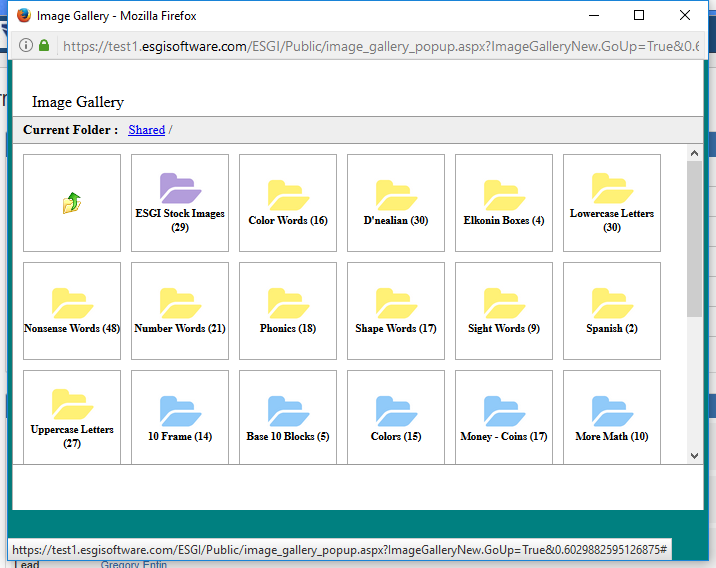 Image Gallery - Mozilla Firefox
https://test1.esgisoftware.com/ESGI/Public/image_gallery_popup.aspx?ImageGalleryNew.GoUp=True&0.6
Image Gallery
Current Folder : Shared /
ESGI Stock Images
(29)
Color Words (16)
D'nealian (30)
Elkonin Boxes (4)
Lowercase Letters
(30)
Nonsense Words (48)
Number Words (21)
Phonics (18)
Shape Words (17)
Sight Words (9)
Spanish (2)
Uppercase Letters
(27)
10 Frame (14)
Base 10 Blocks (5)
Colors (15)
Money - Coins (17)
More Math (10)
https://test1.esgisoftware.com/ESGI/Public/image_gallery_popup.aspx?ImageGalleryNew.GoUp=True&0.6029882595126875#
Lead Gregory Entin